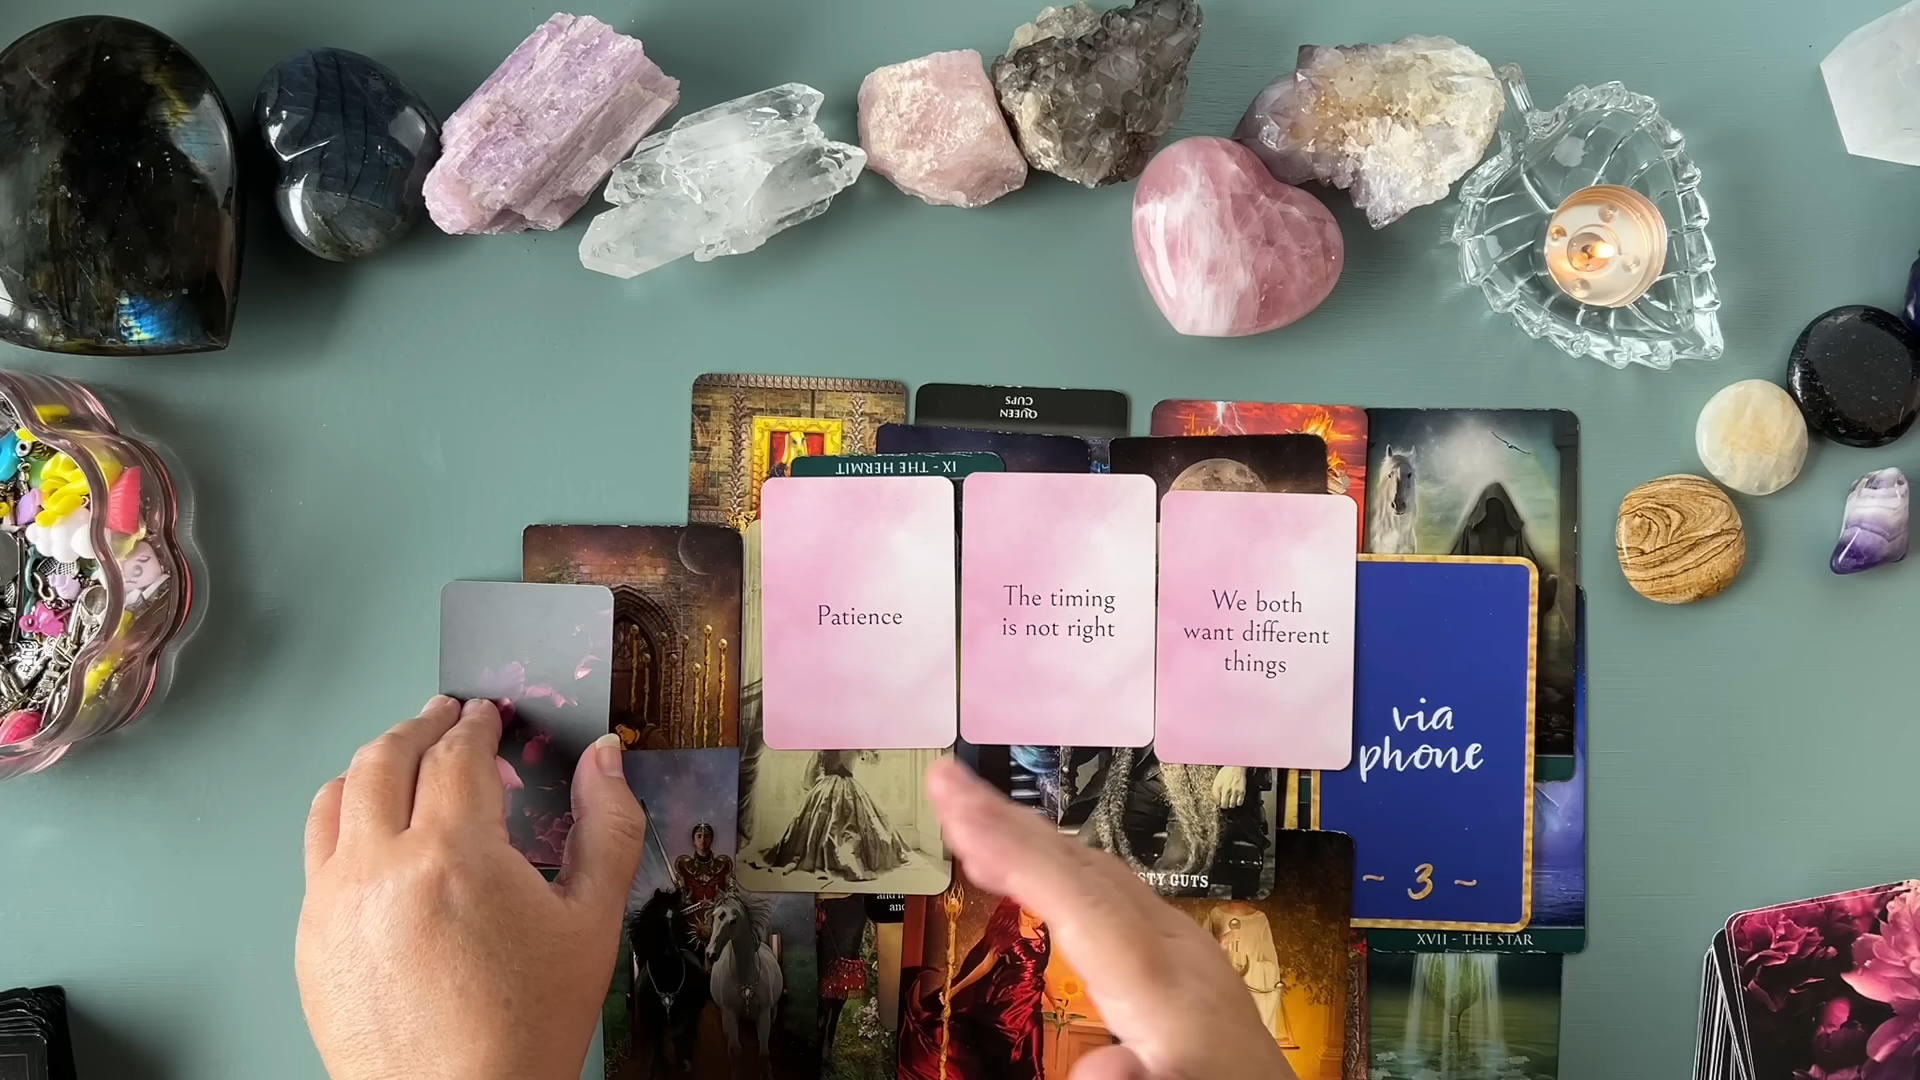 QUEEN
CUPS
IX - THE HERMIT
Patience
The timing
is not right
We both
want different
things
via
phone
~ 3 ~
STY GUTS
and
XVII - THE STAR